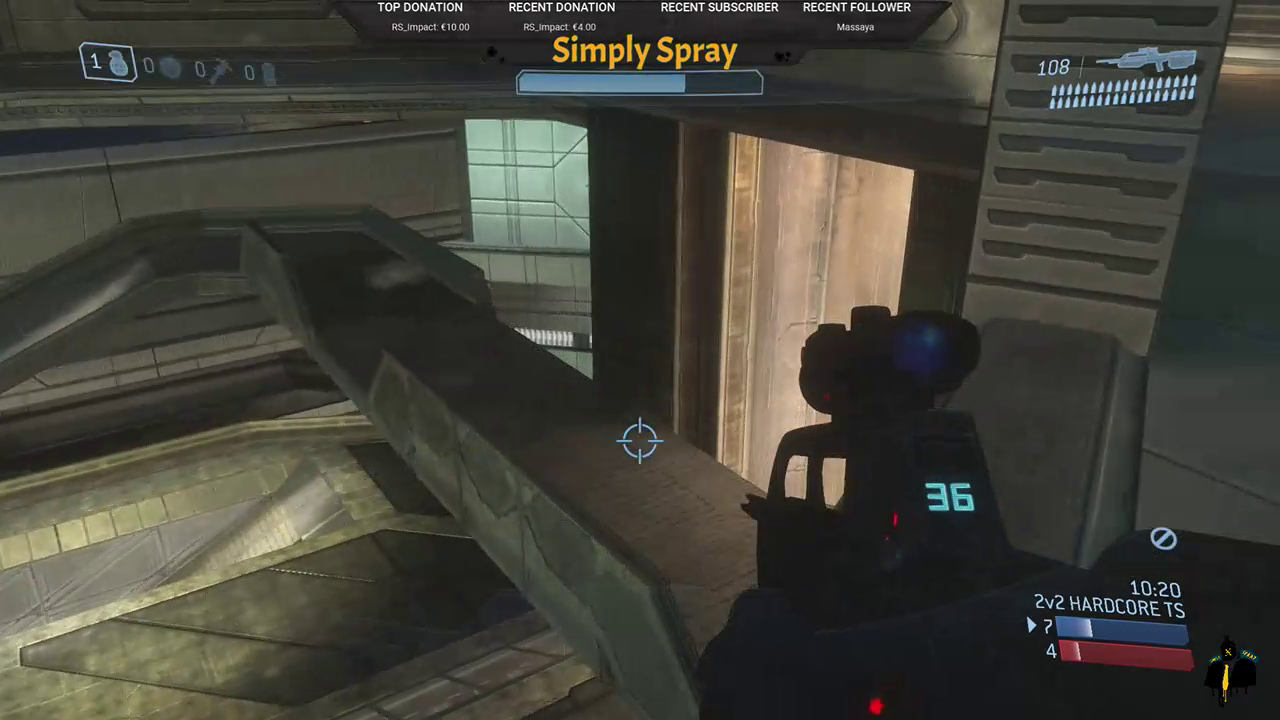 TOP DONATION
RECENT DONATION
RECENT SUBSCRIBER
RECENT FOLLOWER
RS_Impact: €10.00
RS_Impact: €4.00
Massaya
Simply Spray
1 0 0 0
108
36
10:20
2v2 HARDCORE TS
7
4